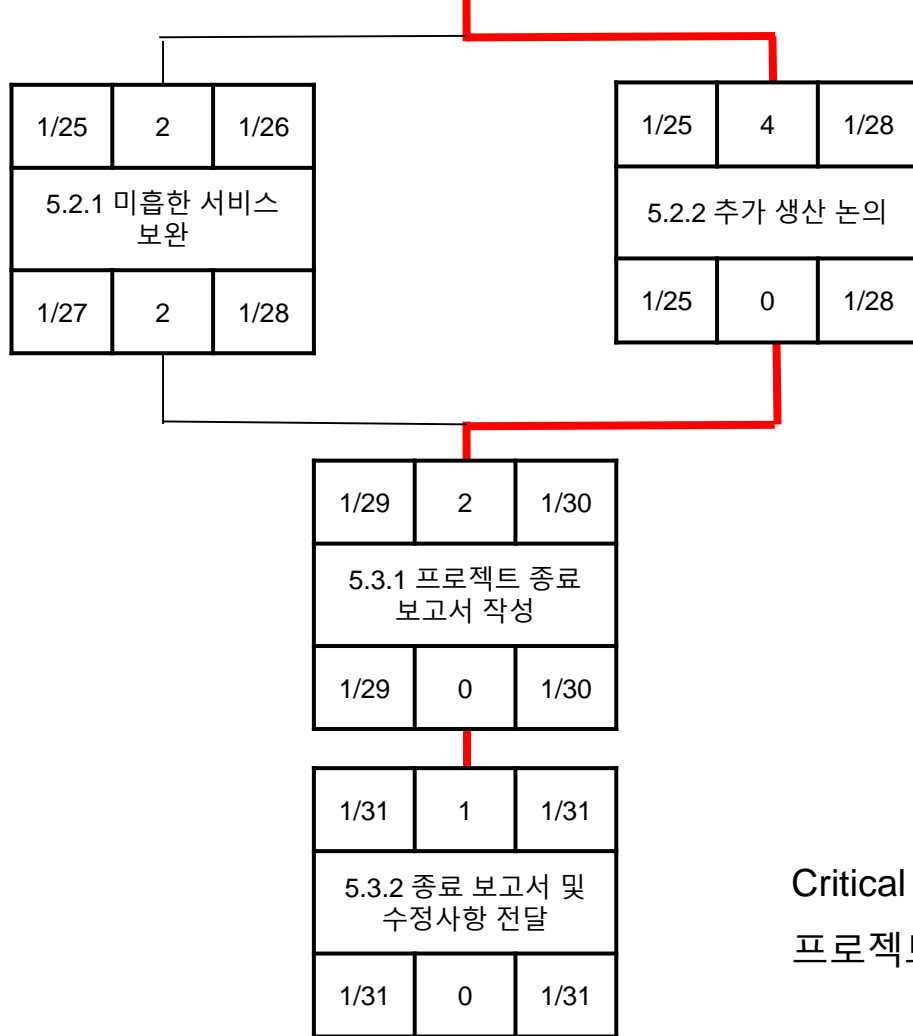 1/25 2 1/26
5.2.1 미흡한 서비스
보완
1/27 2 1/28
1/25 4 1/28
5.2.2 추가 생산 논의
1/25 0 1/28
1/29 2 1/30
5.3.1 프로젝트 종료
보고서 작성
1/29 0 1/30
1/31 1 1/31
5.3.2 종료 보고서 및
수정사항 전달
1/31 0 1/31
Critical
프로젝트